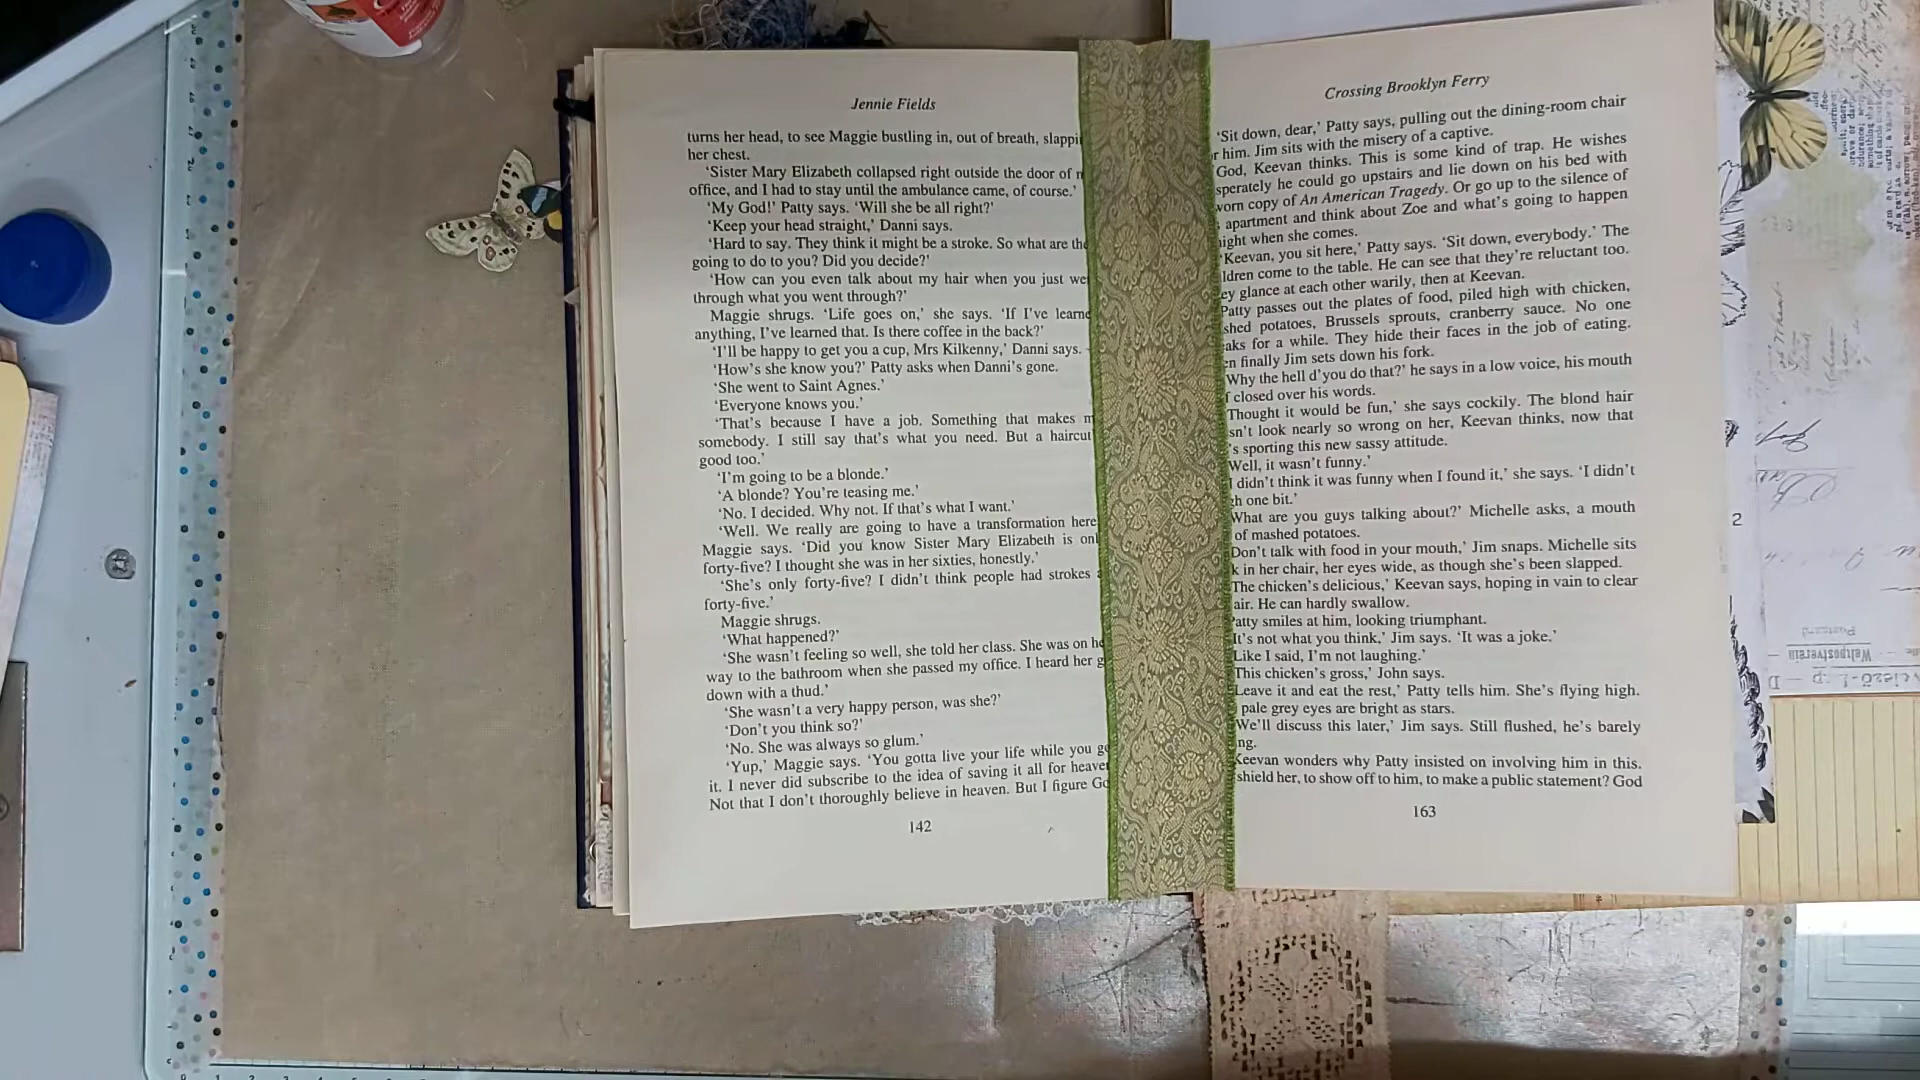 Jennie Fields
turns her head, to see Maggie bustling in, out of breath, slappi
her chest.
‘Sister Mary Elizabeth collapsed right outside the door of
office, and I had to stay until the ambulance came, of course.’
‘My God!’ Patty says. ‘Will she be all right?’
‘Keep your head straight,’ Danni says.
‘Hard to say. They think it might be a stroke. So what are the
going to do to you? Did you decide?’
‘How can you even talk about my hair when you just we
through what you went through?’
Maggie shrugs. ‘Life goes on,’ she says. ‘If I’ve learne
anything, I’ve learned that. Is there coffee in the back?’
‘I’ll be happy to get you a cup, Mrs Kilkenny,’ Danni says.
‘How’s she know you?’ Patty asks when Danni’s gone.
‘She went to Saint Agnes.’
‘Everyone knows you.’
‘That’s because I have a job. Something that makes m
somebody. I still say that’s what you need. But a haircut
good too.’
‘I’m going to be a blonde.’
‘A blonde? You’re teasing me.’
‘No. I decided. Why not. If that’s what I want.’
‘Well. We really are going to have a transformation here
Maggie says. ‘Did you know Sister Mary Elizabeth is onl
forty-five? I thought she was in her sixties, honestly.’
‘She’s only forty-five? I didn’t think people had strokes
forty-five.’
Maggie shrugs.
‘What happened?’
‘She wasn’t feeling so well, she told her class. She was on he
way to the bathroom when she passed my office. I heard her g
down with a thud.’
‘She wasn’t a very happy person, was she?’
‘Don’t you think so?’
‘No. She was always so glum.’
‘Yup,’ Maggie says. ‘You gotta live your life while you go
it. I never did subscribe to the idea of saving it all for heaven
Not that I don’t thoroughly believe in heaven. But I figure Go
142
Crossing Brooklyn Ferry
‘Sit down, dear,’ Patty says, pulling out the dining-room chair
r him. Jim sits with the misery of a captive.
God, Keevan thinks. This is some kind of trap. He wishes
sperately he could go upstairs and lie down on his bed with
worn copy of An American Tragedy. Or go up to the silence of
apartment and think about Zoe and what’s going to happen
ight when she comes.
‘Keevan, you sit here,’ Patty says. ‘Sit down, everybody.’ The
ldren come to the table. He can see that they’re reluctant too.
ey glance at each other warily, then at Keevan.
Patty passes out the plates of food, piled high with chicken,
shed potatoes, Brussels sprouts, cranberry sauce. No one
aks for a while. They hide their faces in the job of eating.
en finally Jim sets down his fork.
Why the hell d’you do that?’ he says in a low voice, his mouth
f closed over his words.
Thought it would be fun,’ she says cockily. The blond hair
sn’t look nearly so wrong on her, Keevan thinks, now that
’s sporting this new sassy attitude.
Well, it wasn’t funny.’
I didn’t think it was funny when I found it,’ she says. ‘I didn’t
gh one bit.’
What are you guys talking about?’ Michelle asks, a mouth
of mashed potatoes.
Don’t talk with food in your mouth,’ Jim snaps. Michelle sits
k in her chair, her eyes wide, as though she’s been slapped.
The chicken’s delicious,’ Keevan says, hoping in vain to clear
air. He can hardly swallow.
Patty smiles at him, looking triumphant.
It’s not what you think,’ Jim says. ‘It was a joke.’
Like I said, I’m not laughing.’
This chicken’s gross,’ John says.
Leave it and eat the rest,’ Patty tells him. She’s flying high.
pale grey eyes are bright as stars.
We’ll discuss this later,’ Jim says. Still flushed, he’s barely
ng.
Keevan wonders why Patty insisted on involving him in this.
shield her, to show off to him, to make a public statement? God
163
2
Postcard
Weltpostverein